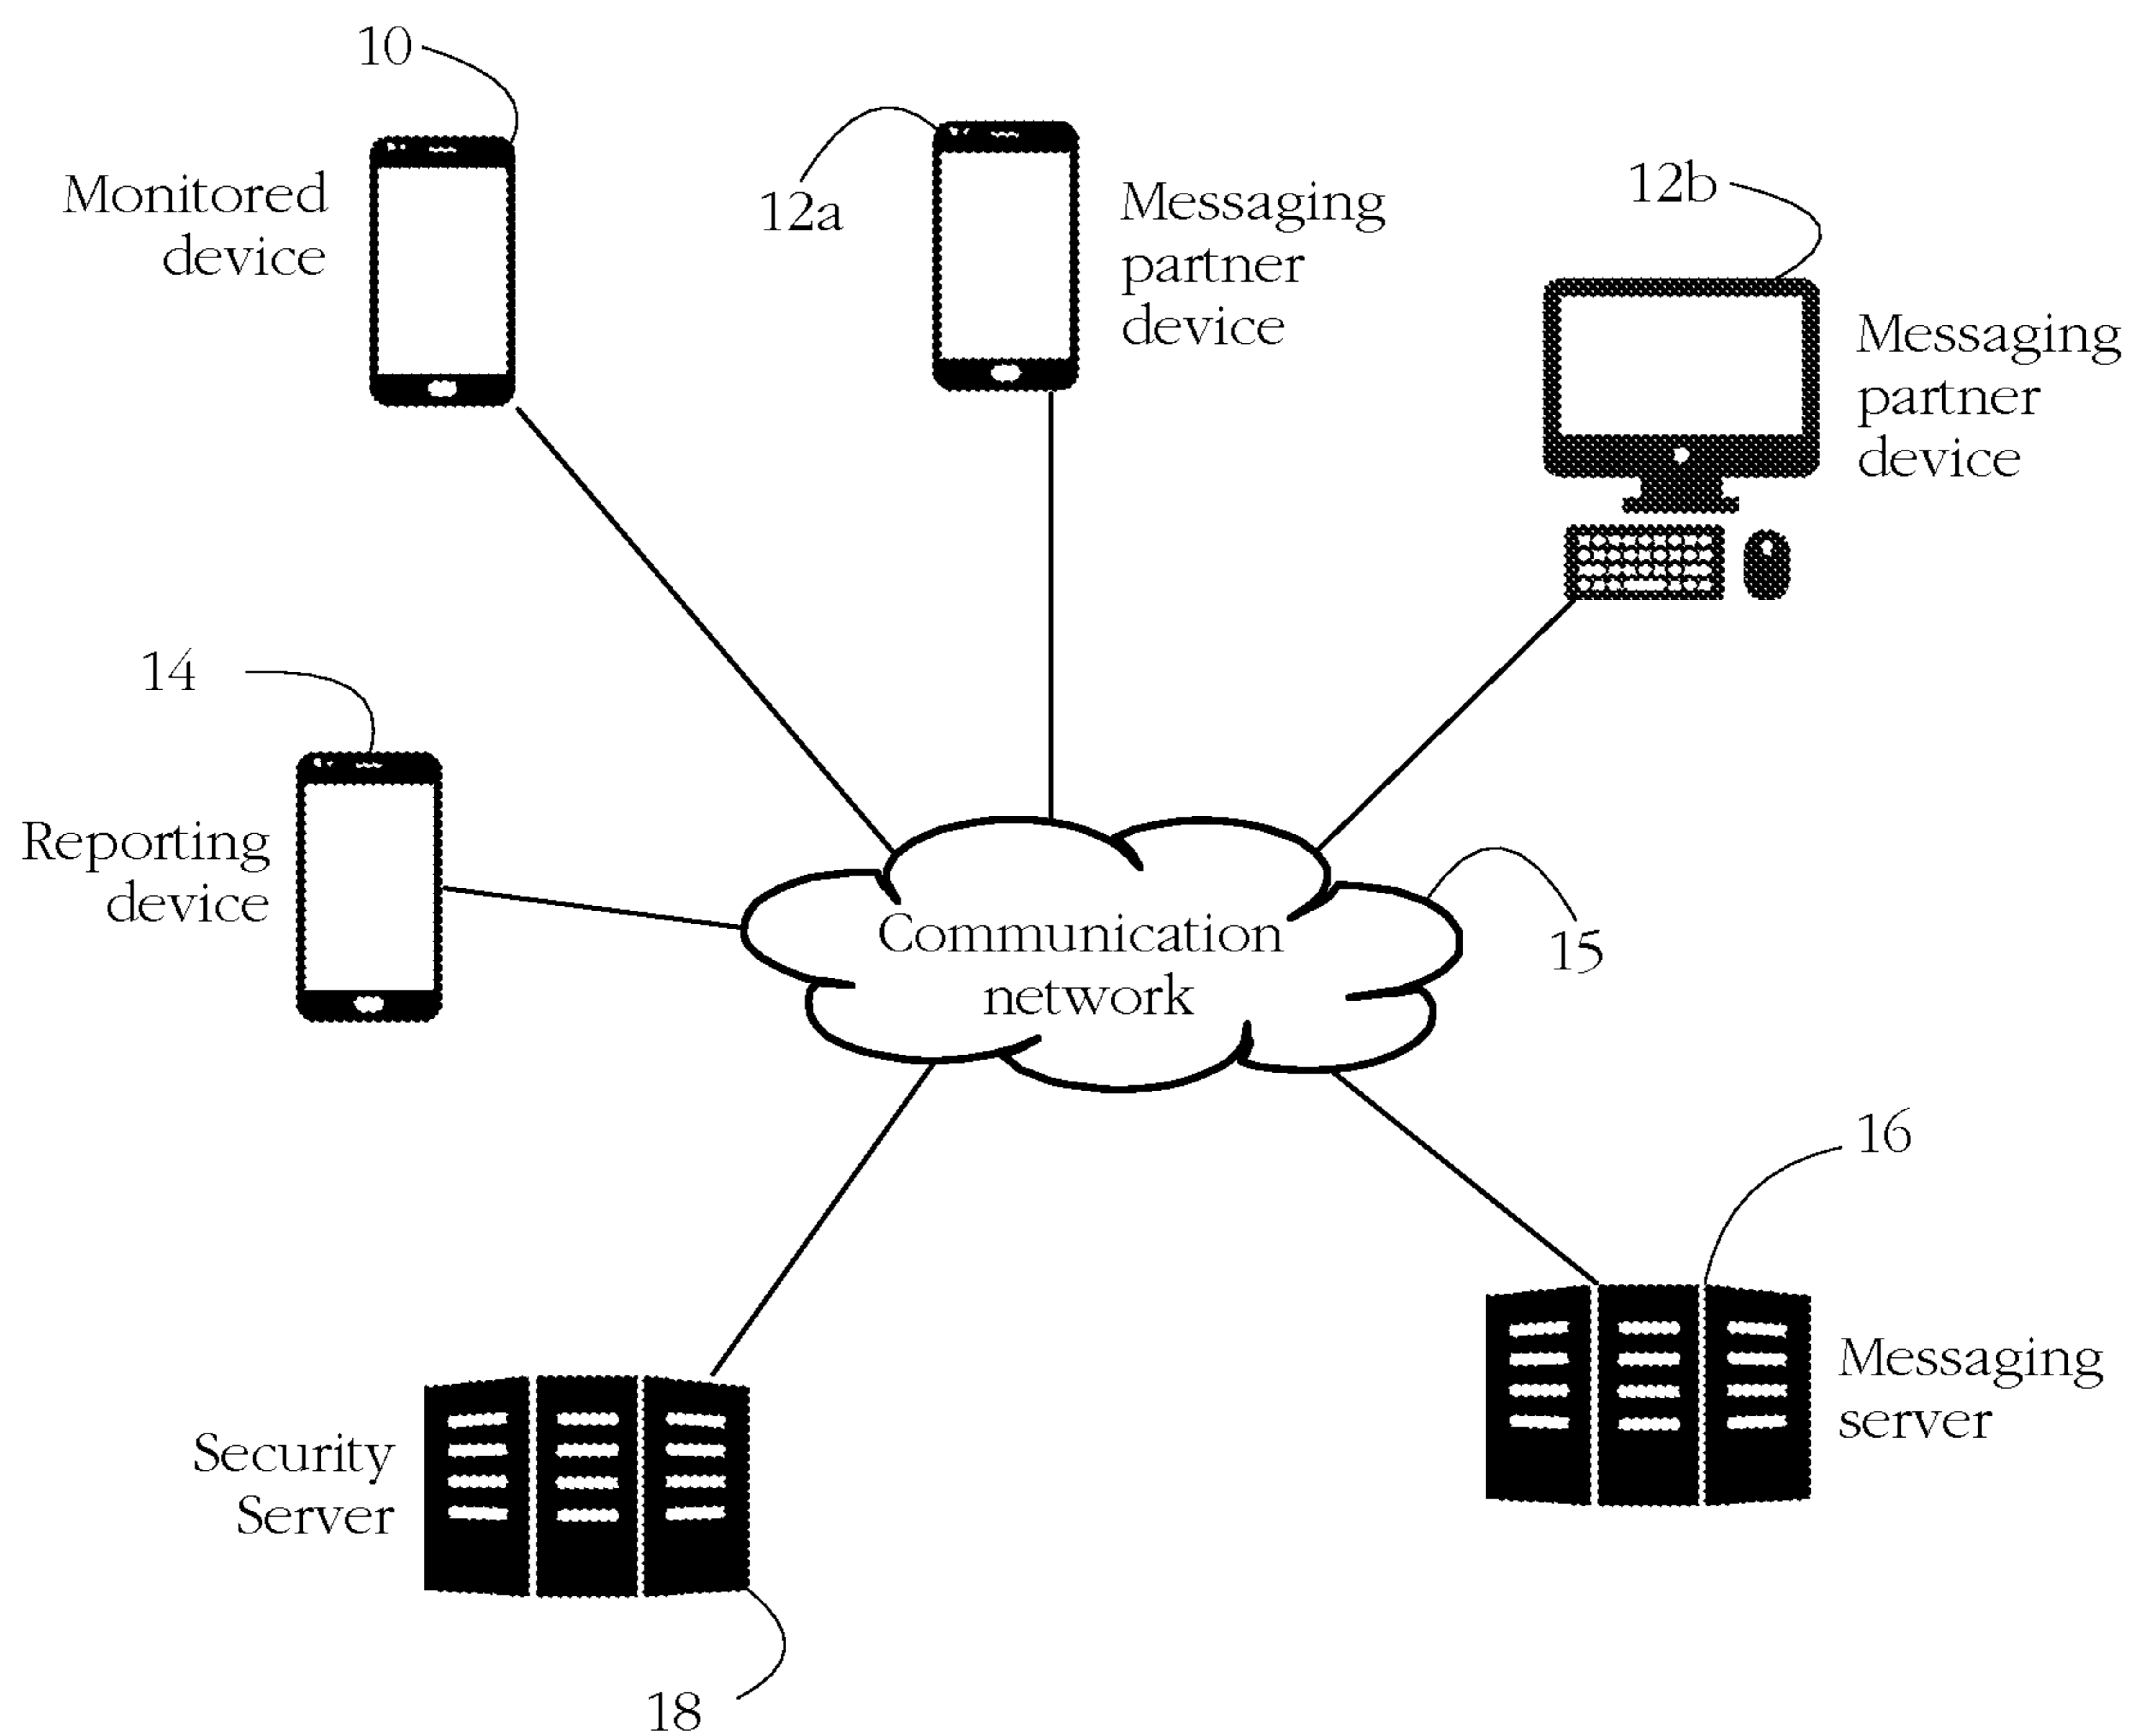 10
Monitored
device
12a
Messaging
partner
device
12b
Messaging
partner
device
14
Reporting
device
Communication
network
15
16
Messaging
server
Security
Server
18